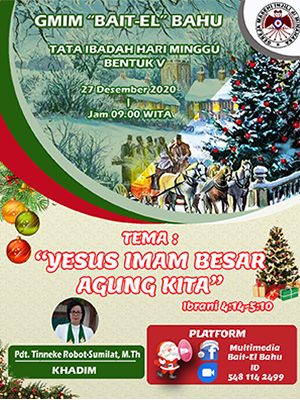 GMIM "BAIT-EL" BAHU
TATA IBADAH HARI MINGGU
BENTUK V
27 Desember 2020
|
Jam 09:00 WITA
TEMA :
"YESUS IMAM BESAR
AGUNG KITA"
Ibrani 4:14-5:10
Pdt. Tinneke Robot-Sumilat, M.Th
KHADIM
PLATFORM
Multimedia
Bait-El Bahu
ID
548 114 2499